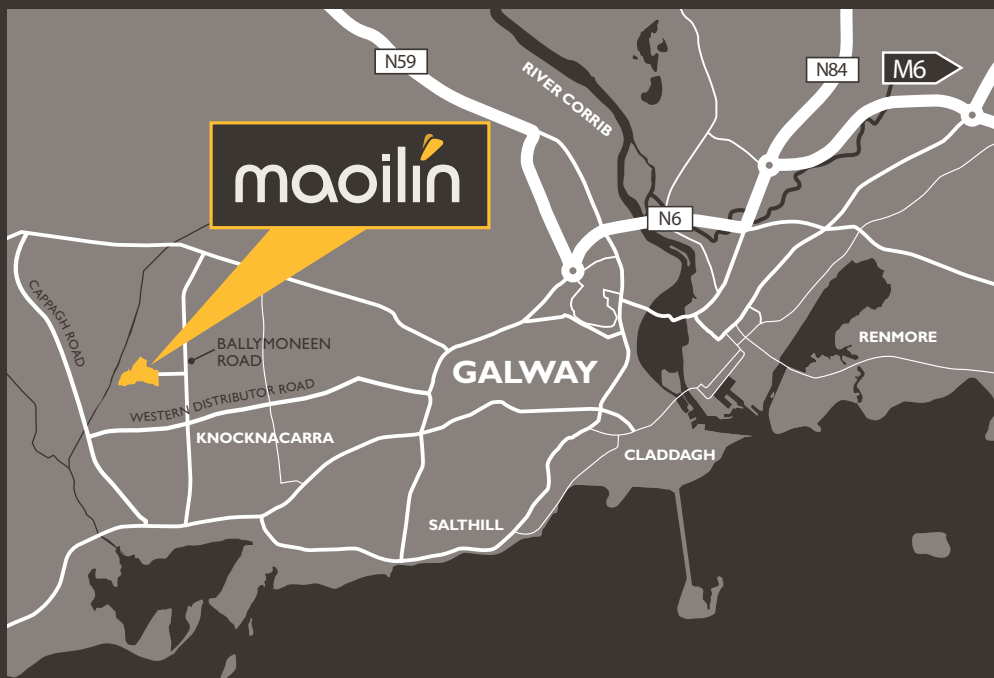 N59
RIVER CORRIB
N84
M6
maoilín
N6
CAPPAGH ROAD
BALLYMONEEN
ROAD
RENMORE
GALWAY
WESTERN DISTRIBUTOR ROAD
KNOCKNACARRA
CLADDAGH
SALTHILL